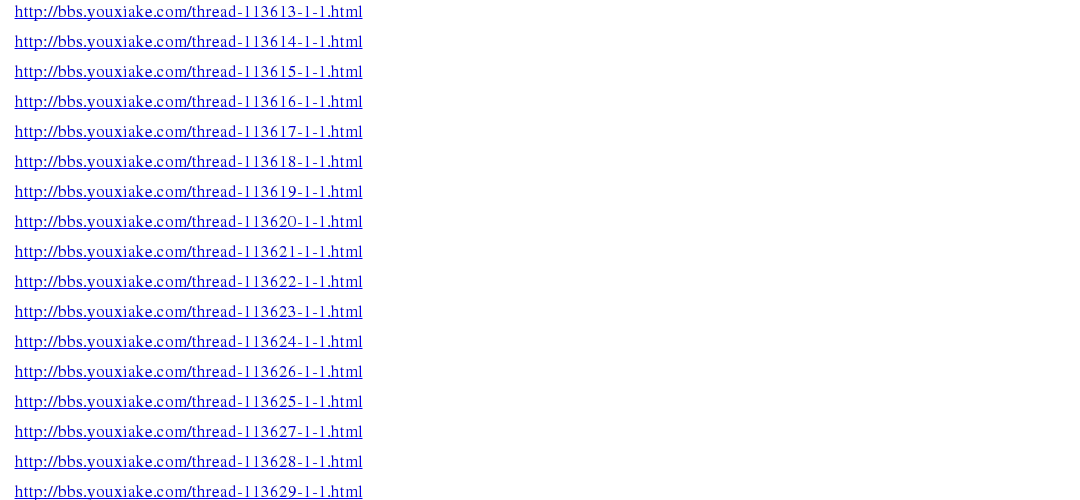 http://bbs.youxiake.com/thread-113613-1-1.html
http://bbs.youxiake.com/thread-113614-1-1.html
http://bbs.youxiake.com/thread-113615-1-1.html
http://bbs.youxiake.com/thread-113616-1-1.html
http://bbs.youxiake.com/thread-113617-1-1.html
http://bbs.youxiake.com/thread-113618-1-1.html
http://bbs.youxiake.com/thread-113619-1-1.html
http://bbs.youxiake.com/thread-113620-1-1.html
http://bbs.youxiake.com/thread-113621-1-1.html
http://bbs.youxiake.com/thread-113622-1-1.html
http://bbs.youxiake.com/thread-113623-1-1.html
http://bbs.youxiake.com/thread-113624-1-1.html
http://bbs.youxiake.com/thread-113626-1-1.html
http://bbs.youxiake.com/thread-113625-1-1.html
http://bbs.youxiake.com/thread-113627-1-1.html
http://bbs.youxiake.com/thread-113628-1-1.html
http://bbs.youxiake.com/thread-113629-1-1.html